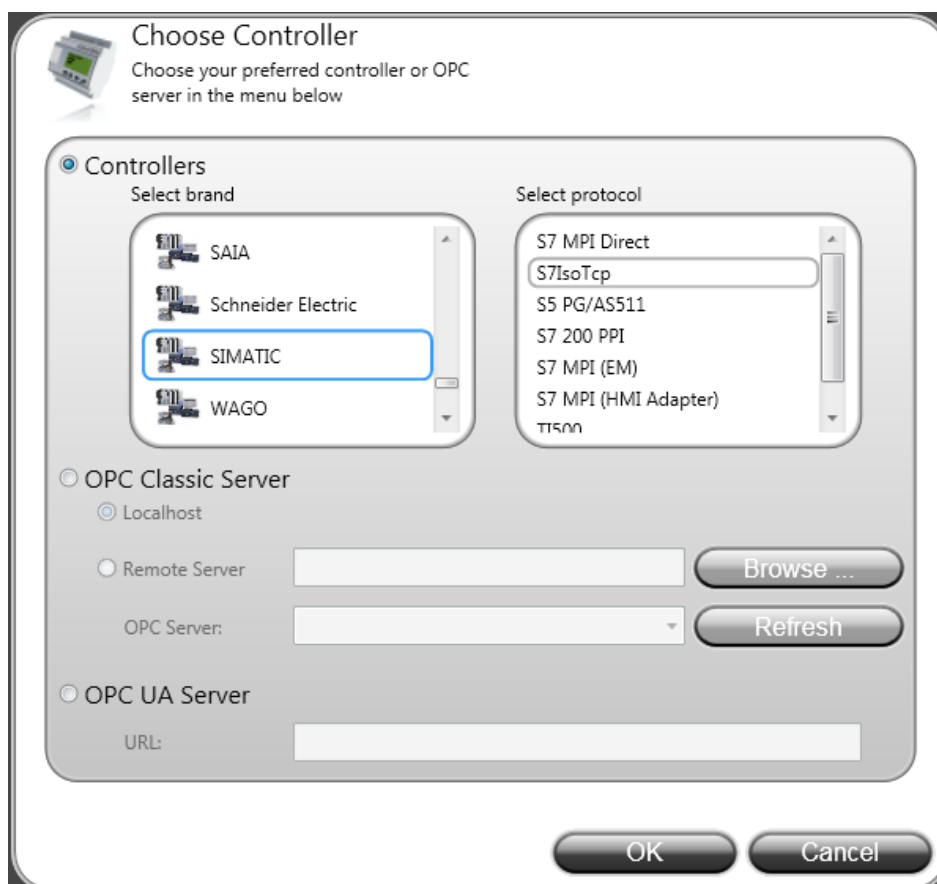 Choose Controller
Choose your preferred controller or OPC
server in the menu below
Controllers
Select brand
SAIA
Schneider Electric
SIMATIC
WAGO
Select protocol
S7 MPI Direct
S7IsoTcp
S5 PG/AS511
S7 200 PPI
S7 MPI (EM)
S7 MPI (HMI Adapter)
TI500
OPC Classic Server
Localhost
Remote Server
Browse ...
OPC Server:
Refresh
OPC UA Server
URL:
OK
Cancel